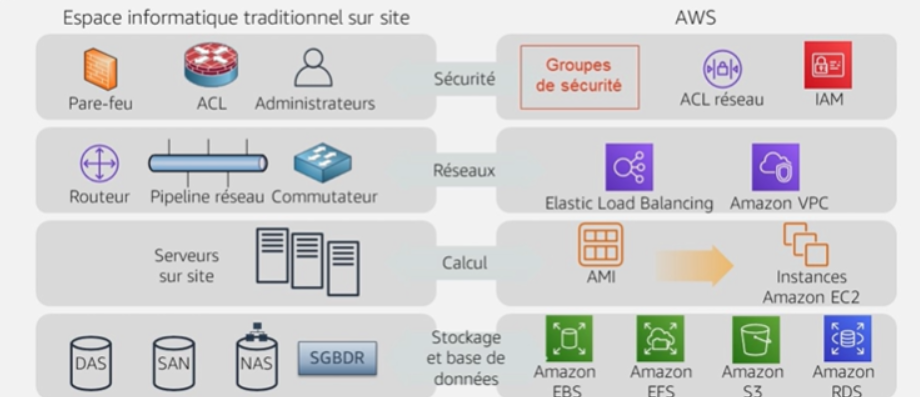 Espace informatique traditionnel sur site
AWS
Pare-feu
ACL
Administrateurs
Sécurité
Groupes
de sécurité
ACL réseau
IAM
Routeur
Pipeline réseau
Commutateur
Réseaux
Elastic Load Balancing
Amazon VPC
Serveurs
sur site
Calcul
AMI
Instances
Amazon EC2
DAS
SAN
NAS
SGBDR
Stockage
et base de
données
Amazon
EBS
Amazon
EFS
Amazon
S3
Amazon
RDS